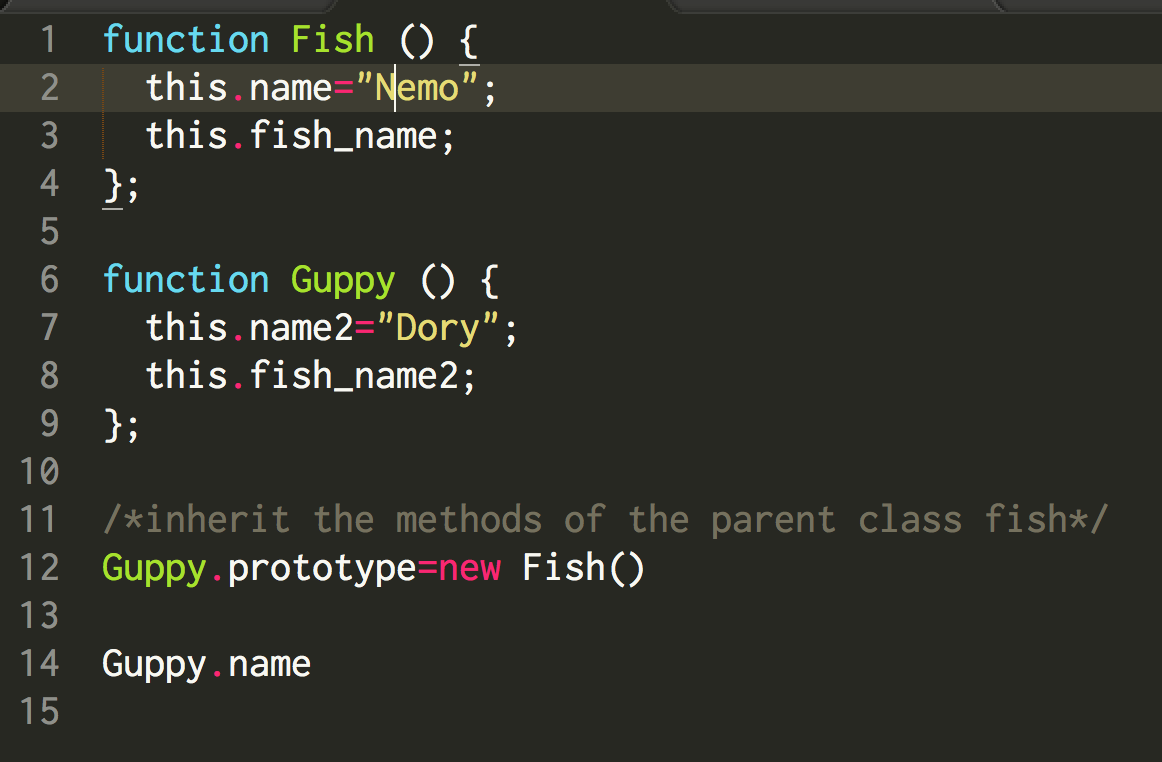 1 function Fish () {
2 this.name="Nemo";
3 this.fish_name;
4 };
5
6 function Guppy () {
7 this.name2="Dory";
8 this.fish_name2;
9 };
10
11 /*inherit the methods of the parent class fish*/
12 Guppy.prototype=new Fish()
13
14 Guppy.name
15